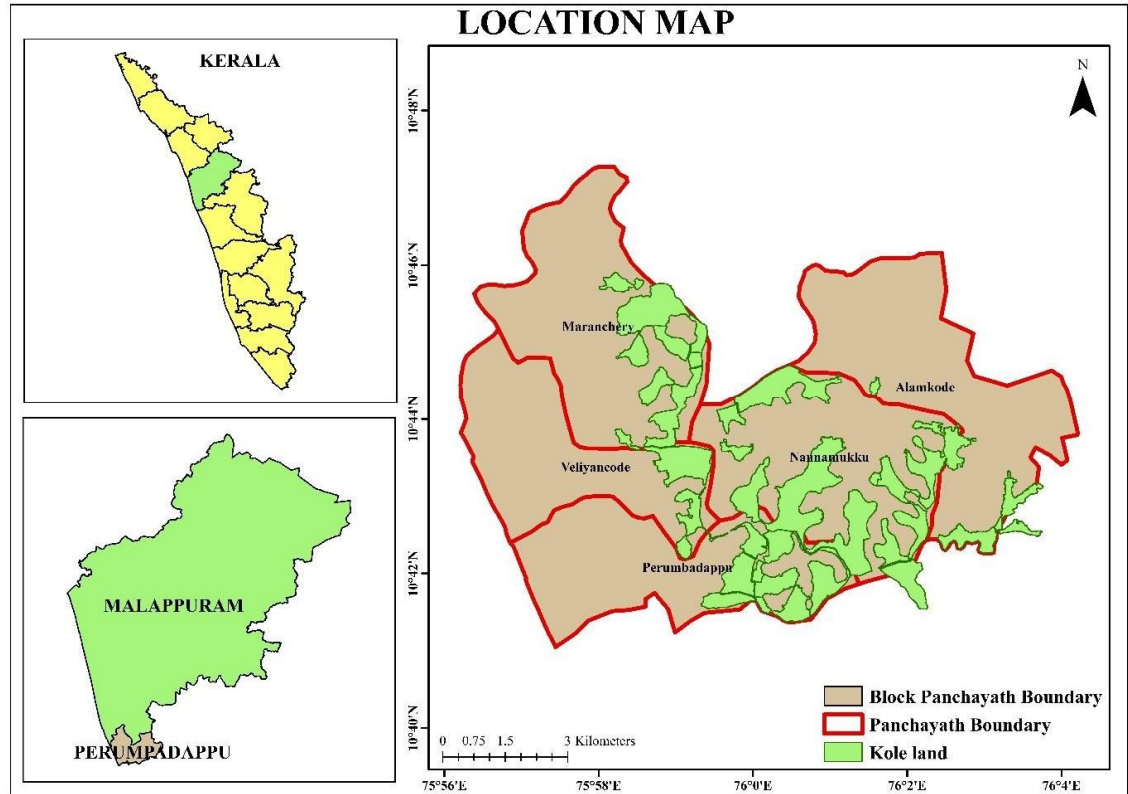 LOCATION MAP
KERALA
MALAPPURAM
PERUMPADAPPU
N
10°48'N
10°46'N
10°44'N
10°42'N
10°40'N
Maranchery
Alamkode
Veliyancode
Nannamukku
Perumbadappu
Block Panchayath Boundary
Panchayath Boundary
Kole land
0 0.75 1.5 3 Kilometers
75°56'E 75°58'E 76°0'E 76°2'E 76°4'E